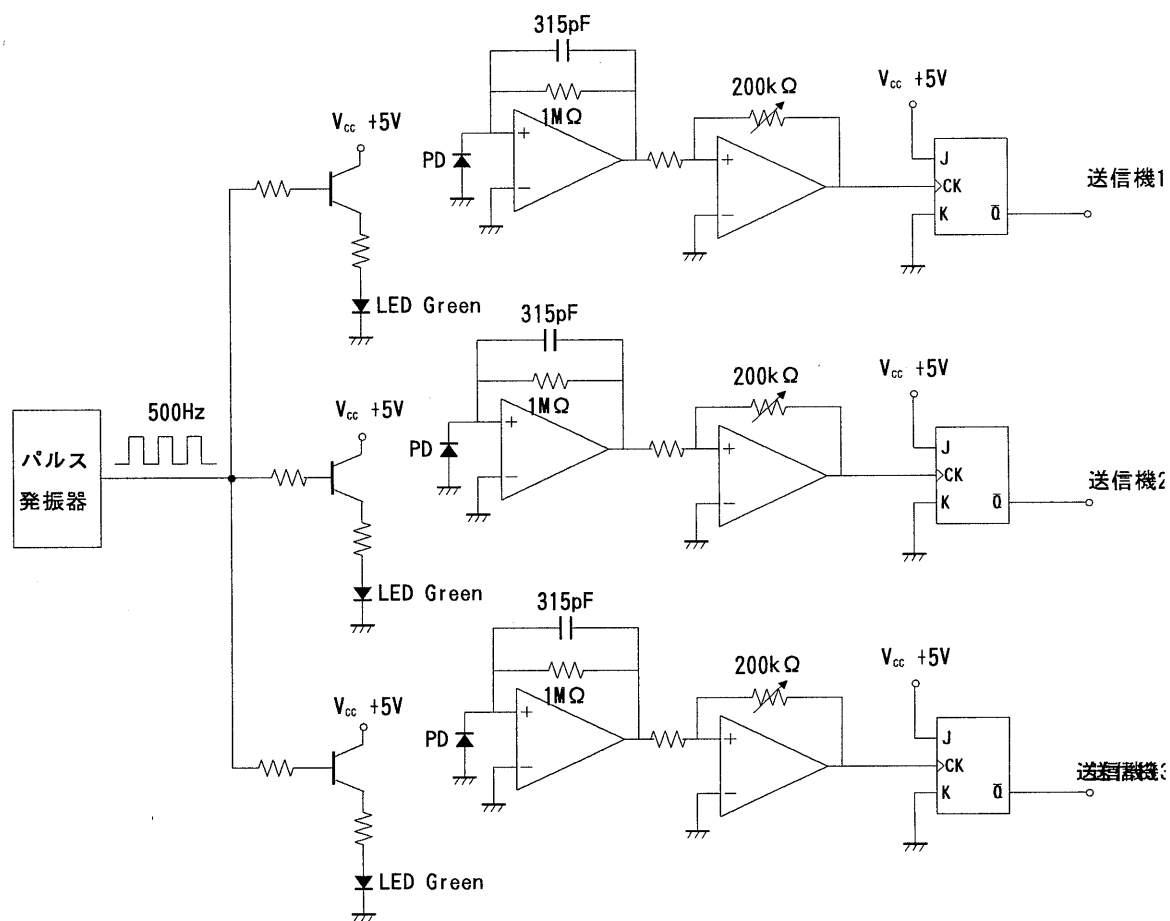 315pF
1MΩ
PD
+
−
200kΩ
+
−
Vcc +5V
J
CK
K
Q̄
送信機1
Vcc +5V
LED Green
315pF
1MΩ
PD
+
−
200kΩ
+
−
Vcc +5V
J
CK
K
Q̄
送信機2
Vcc +5V
LED Green
パルス
発振器
500Hz
315pF
1MΩ
PD
+
−
200kΩ
+
−
Vcc +5V
J
CK
K
Q̄
Vcc +5V
LED Green